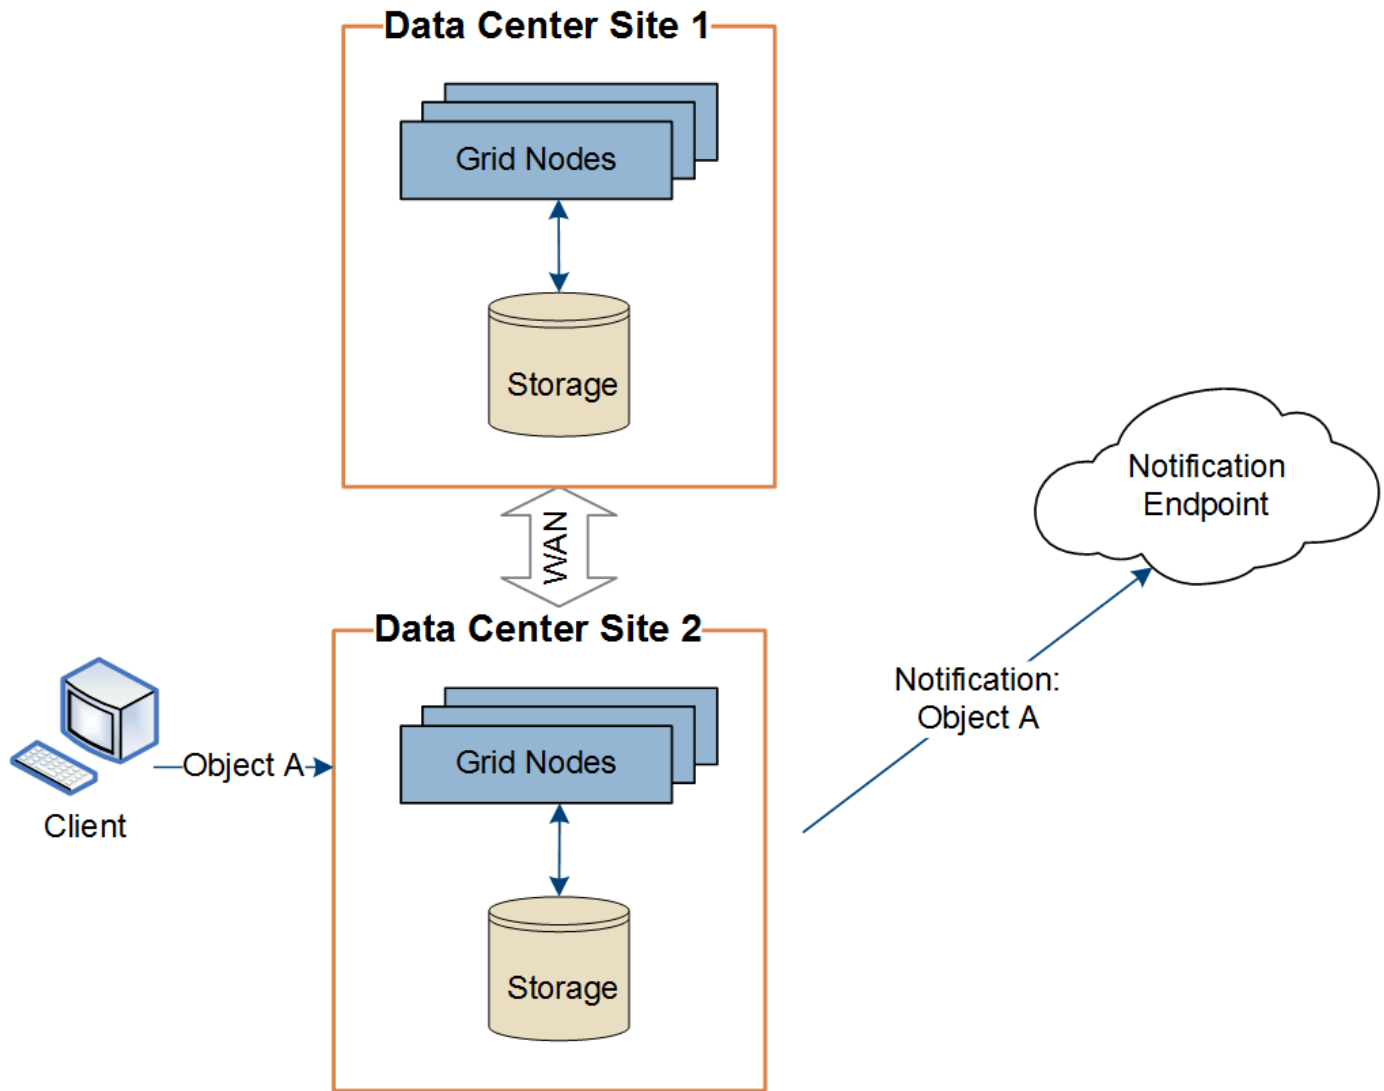 Data Center Site 1
Grid Nodes
Storage
WAN
Notification
Endpoint
Data Center Site 2
Notification:
Object A
Grid Nodes
Object A
Client
Storage